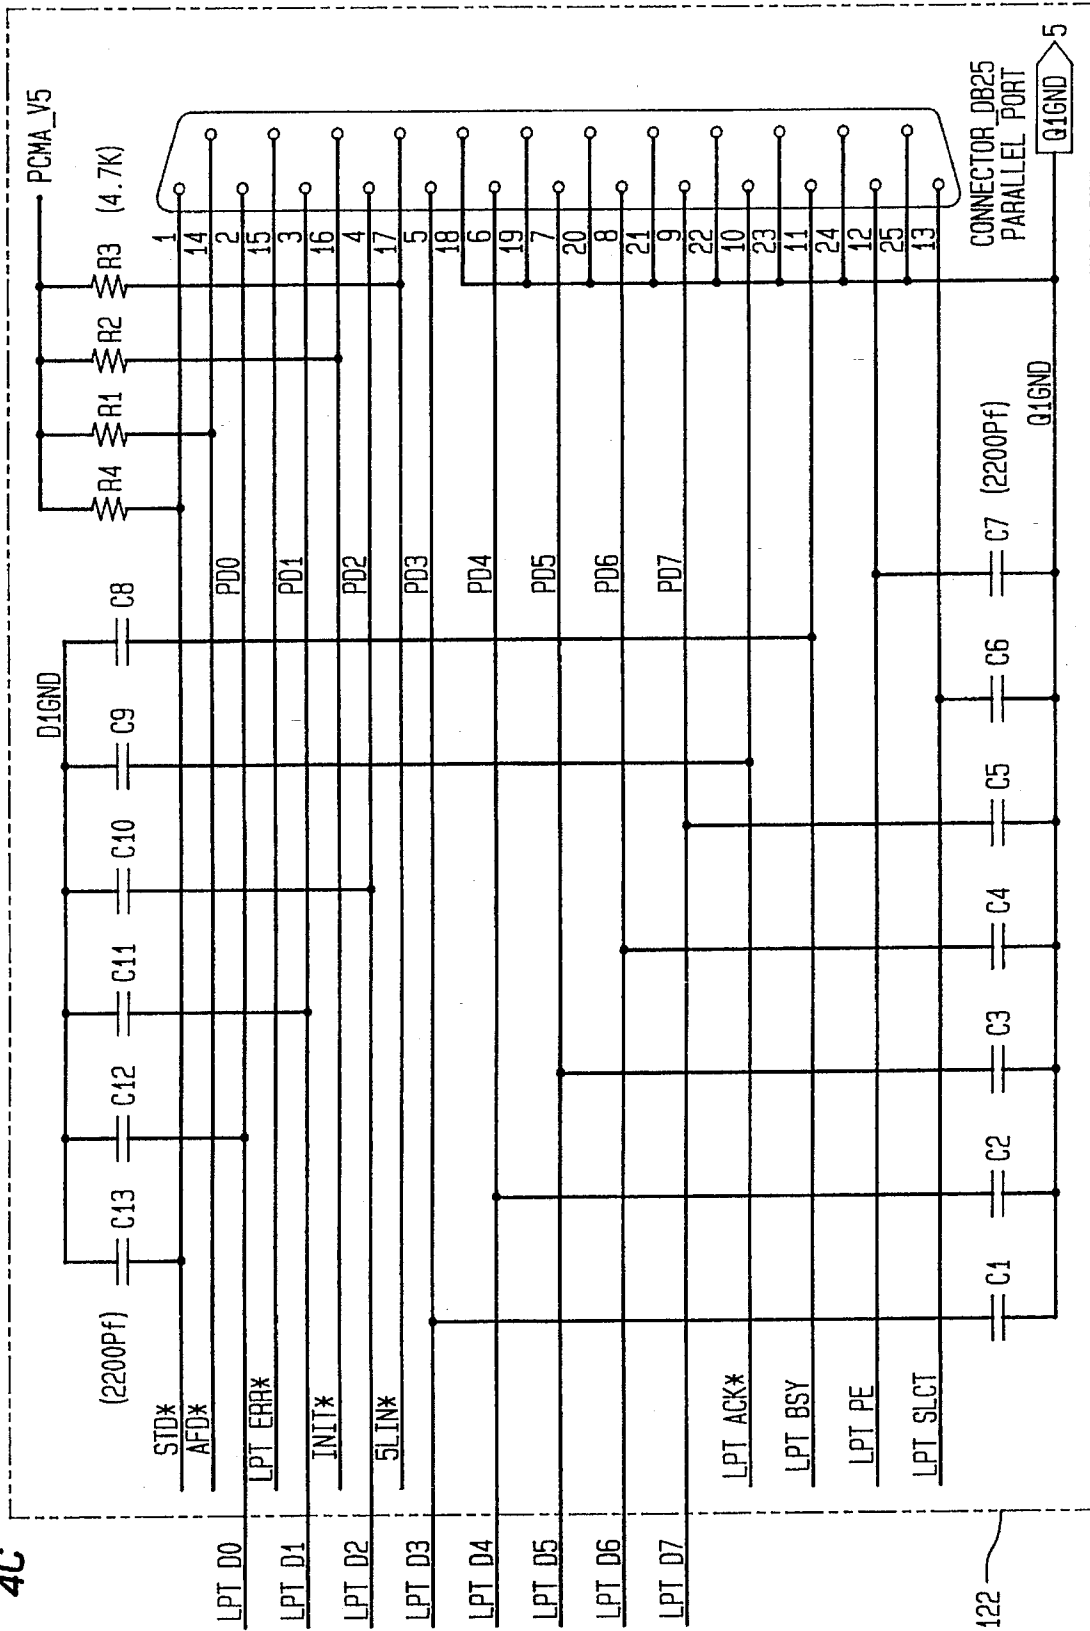 4C
PCMA_V5
(4.7K)
R4
R1
R2
R3
D1GND
C13
C12
C11
C10
C9
C8
(2200Pf)
STD*
AFD*
LPT D0
LPT ERR*
LPT D1
INIT*
LPT D2
5LIN*
LPT D3
LPT D4
LPT D5
LPT D6
LPT D7
LPT ACK*
LPT BSY
LPT PE
LPT SLCT
PD0
PD1
PD2
PD3
PD4
PD5
PD6
PD7
1
14
2
15
3
16
4
17
5
18
6
19
7
20
8
21
9
22
10
23
11
24
12
25
13
CONNECTOR_DB25
PARALLEL PORT
C1
C2
C3
C4
C5
C6
C7
(2200Pf)
Q1GND
Q1GND
5
122